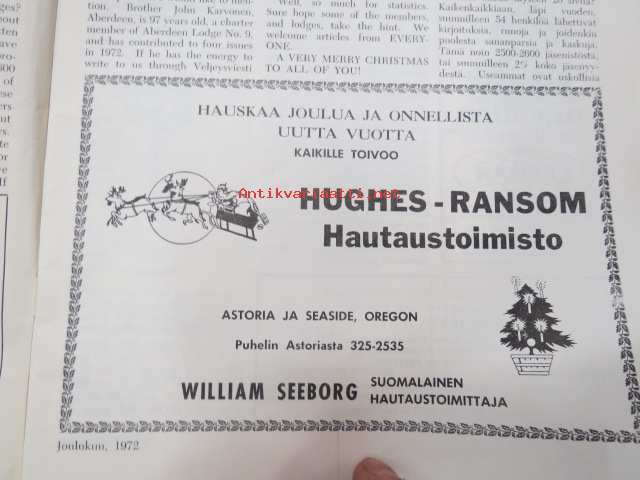 tion. Brother John Karvonen,
Aberdeen, is 97 years old, a charter
member of Aberdeen Lodge No. 9,
and has contributed to four issues
in 1972. If he has the energy to
write to us through Veljeysviesti
Well, so much for statistics.
Sure hope some of the members,
and lodges, take the hint. We
welcome articles from EVERY-
ONE.
A VERY MERRY CHRISTMAS
TO ALL OF YOU!
Kaikenkaikkiaan, läpi vuoden,
suunnilleen 54 henkilöä lähettivät
kirjoituksia, runoja ja joidenkin
puolesta sananparsia ja kaskuja.
Tämä noin 2500-2600 jäsenistöstä,
tai suunnilleen 2% koko jäsenyy-
destä. Useammat ovat uskollisia
HAUSKAA JOULUA JA ONNELLISTA
UUTTA VUOTTA
KAIKILLE TOIVOO
Antikvariaatti.net
HUGHES - RANSOM
Hautaustoimisto
ASTORIA JA SEASIDE, OREGON
Puhelin Astoriasta 325-2535
WILLIAM SEEBORG SUOMALAINEN
HAUTAUSTOIMITTAJA
Joulukuu, 1972